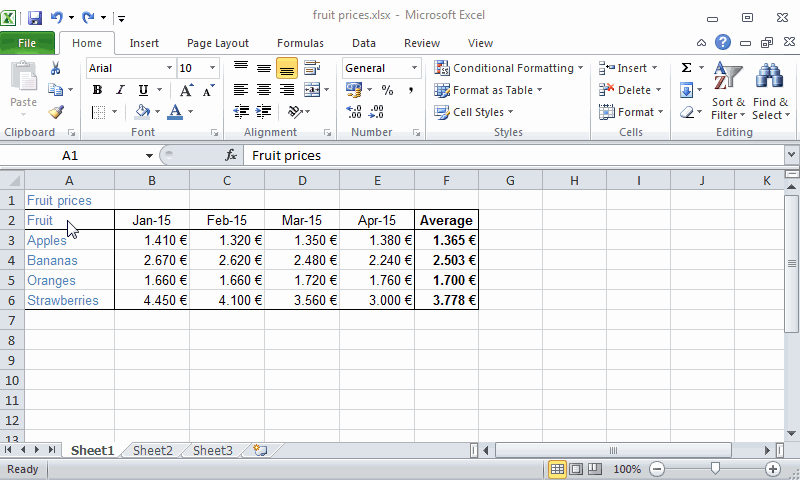 fruit prices.xlsx - Microsoft Excel
File Home Insert Page Layout Formulas Data Review View
Paste
Clipboard
Arial 10
B I U
Font
Alignment
General
Number
Conditional Formatting
Format as Table
Cell Styles
Styles
Insert
Delete
Format
Cells
Σ
Sort & Filter
Find & Select
Editing
A1 fx Fruit prices
A B C D E F G H I J K
1 Fruit prices
2 Fruit Jan-15 Feb-15 Mar-15 Apr-15 Average
3 Apples 1.410 € 1.320 € 1.350 € 1.380 € 1.365 €
4 Bananas 2.670 € 2.620 € 2.480 € 2.240 € 2.503 €
5 Oranges 1.660 € 1.660 € 1.720 € 1.760 € 1.700 €
6 Strawberries 4.450 € 4.100 € 3.560 € 3.000 € 3.778 €
7
8
9
10
11
12
13
Sheet1 Sheet2 Sheet3
Ready 100%